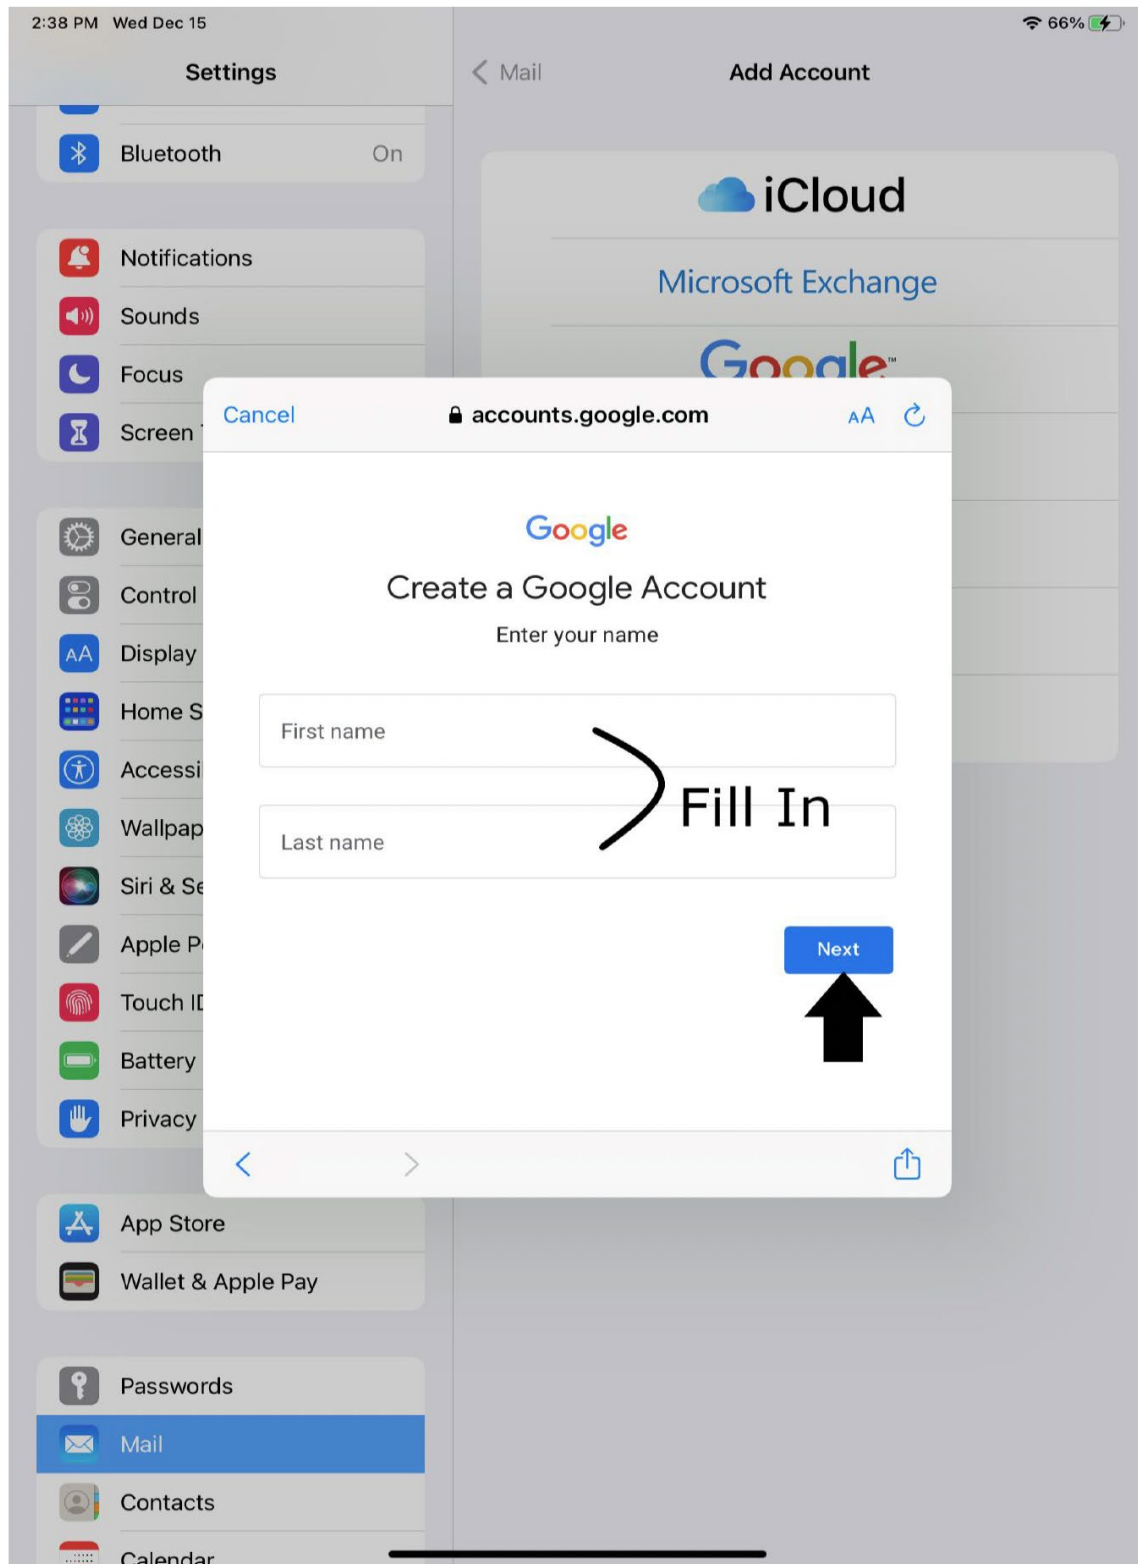 2:38 PM Wed Dec 15
66%
Settings
Bluetooth On
Notifications
Sounds
Focus
Screen T
General
Control
Display
Home S
Accessi
Wallpap
Siri & Se
Apple P
Touch ID
Battery
Privacy
App Store
Wallet & Apple Pay
Passwords
Mail
Contacts
Calendar
Mail Add Account
iCloud
Microsoft Exchange
Google™
Cancel accounts.google.com AA
Google
Create a Google Account
Enter your name
First name
Fill In
Last name
Next